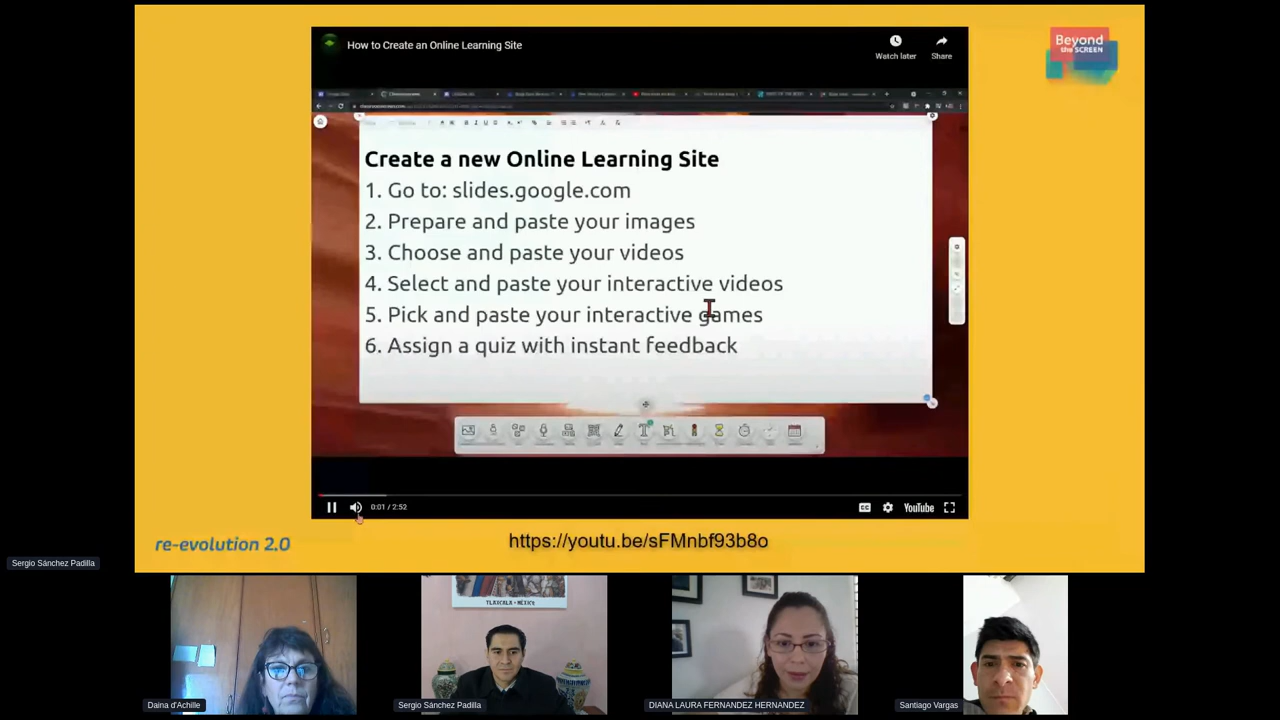 How to Create an Online Learning Site
Watch later
Share
Beyond
the SCREEN
Create a new Online Learning Site
1. Go to: slides.google.com
2. Prepare and paste your images
3. Choose and paste your videos
4. Select and paste your interactive videos
5. Pick and paste your interactive games
6. Assign a quiz with instant feedback
0:01 / 2:52
CC
YouTube
re-evolution 2.0
https://youtu.be/sFMnbf93b8o
Sergio Sánchez Padilla
TLAXCALA • MÉXICO
Daina d'Achille
Sergio Sánchez Padilla
DIANA LAURA FERNANDEZ HERNANDEZ
Santiago Vargas